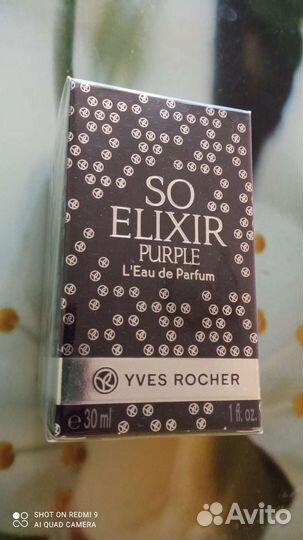 SO
ELIXIR
PURPLE
L'Eau de Parfum
YVES ROCHER
e 30 ml 1 fl. oz.
SHOT ON REDMI 9
AI QUAD CAMERA
Avito